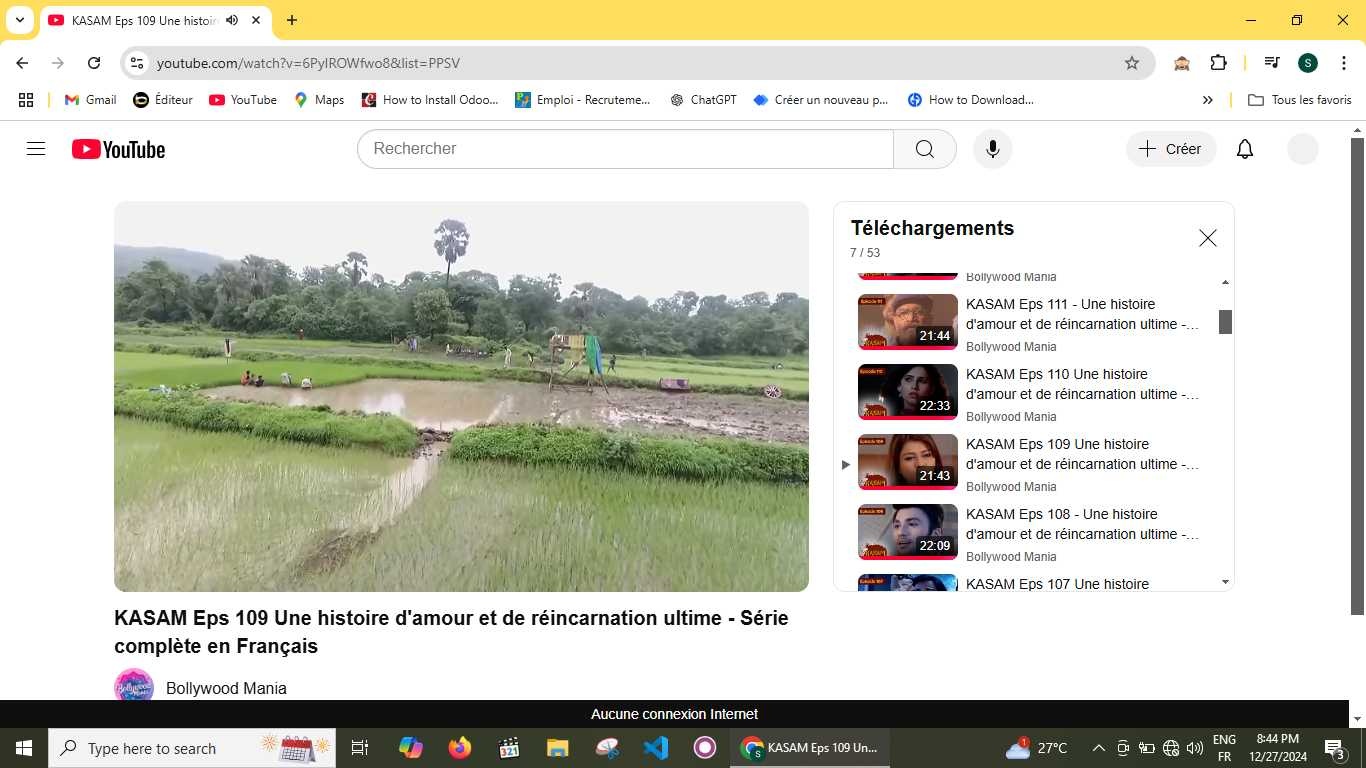 KASAM Eps 109 Une histoir
youtube.com/watch?v=6PyIROWfwo8&list=PPSV
S
Gmail
Éditeur
YouTube
Maps
How to Install Odoo...
Emploi - Recruteme...
ChatGPT
Créer un nouveau p...
How to Download...
»
Tous les favoris
YouTube
Rechercher
Créer
Téléchargements
7 / 53
Bollywood Mania
21:44
KASAM Eps 111 - Une histoire
d'amour et de réincarnation ultime -...
Bollywood Mania
22:33
KASAM Eps 110 Une histoire
d'amour et de réincarnation ultime -...
Bollywood Mania
21:43
KASAM Eps 109 Une histoire
d'amour et de réincarnation ultime -...
Bollywood Mania
22:09
KASAM Eps 108 - Une histoire
d'amour et de réincarnation ultime -...
Bollywood Mania
KASAM Eps 107 Une histoire
KASAM Eps 109 Une histoire d'amour et de réincarnation ultime - Série
complète en Français
Bollywood Mania
Aucune connexion Internet
Type here to search
321
KASAM Eps 109 Un...
1
27°C
ENG
FR
8:44 PM
12/27/2024
3